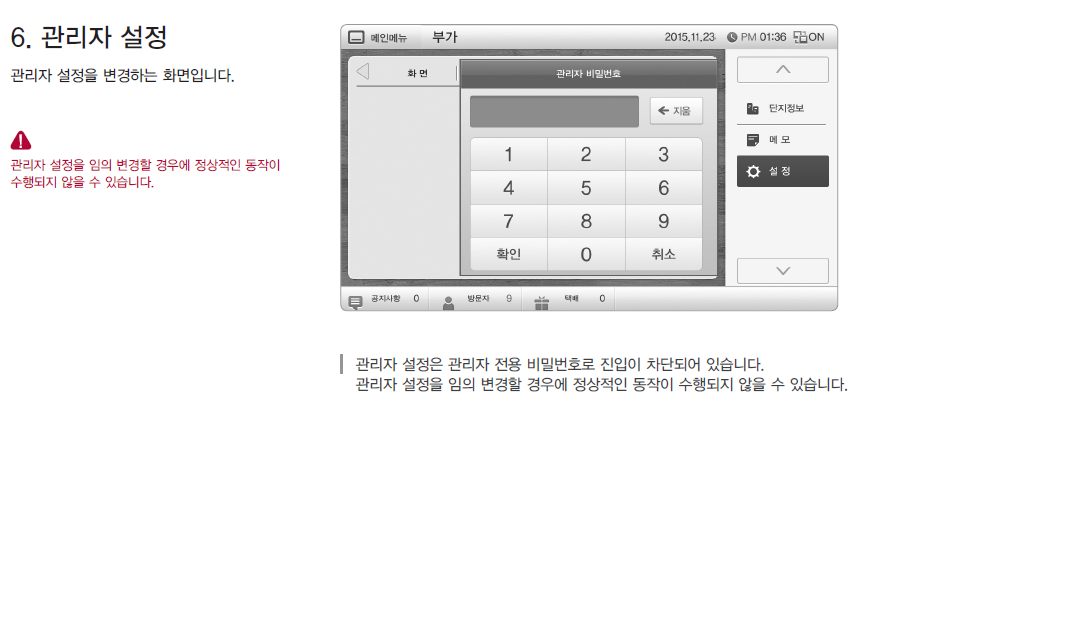 6. 관리자 설정
관리자 설정을 변경하는 화면입니다.
관리자 설정을 임의 변경할 경우에 정상적인 동작이
수행되지 않을 수 있습니다.
메인메뉴 부가 2015.11.23 PM 01:36 ON
화 면
관리자 비밀번호
지움
1 2 3
4 5 6
7 8 9
확인 0 취소
단지정보
메 모
설 정
공지사항 0 방문자 9 택배 0
관리자 설정은 관리자 전용 비밀번호로 진입이 차단되어 있습니다.
관리자 설정을 임의 변경할 경우에 정상적인 동작이 수행되지 않을 수 있습니다.